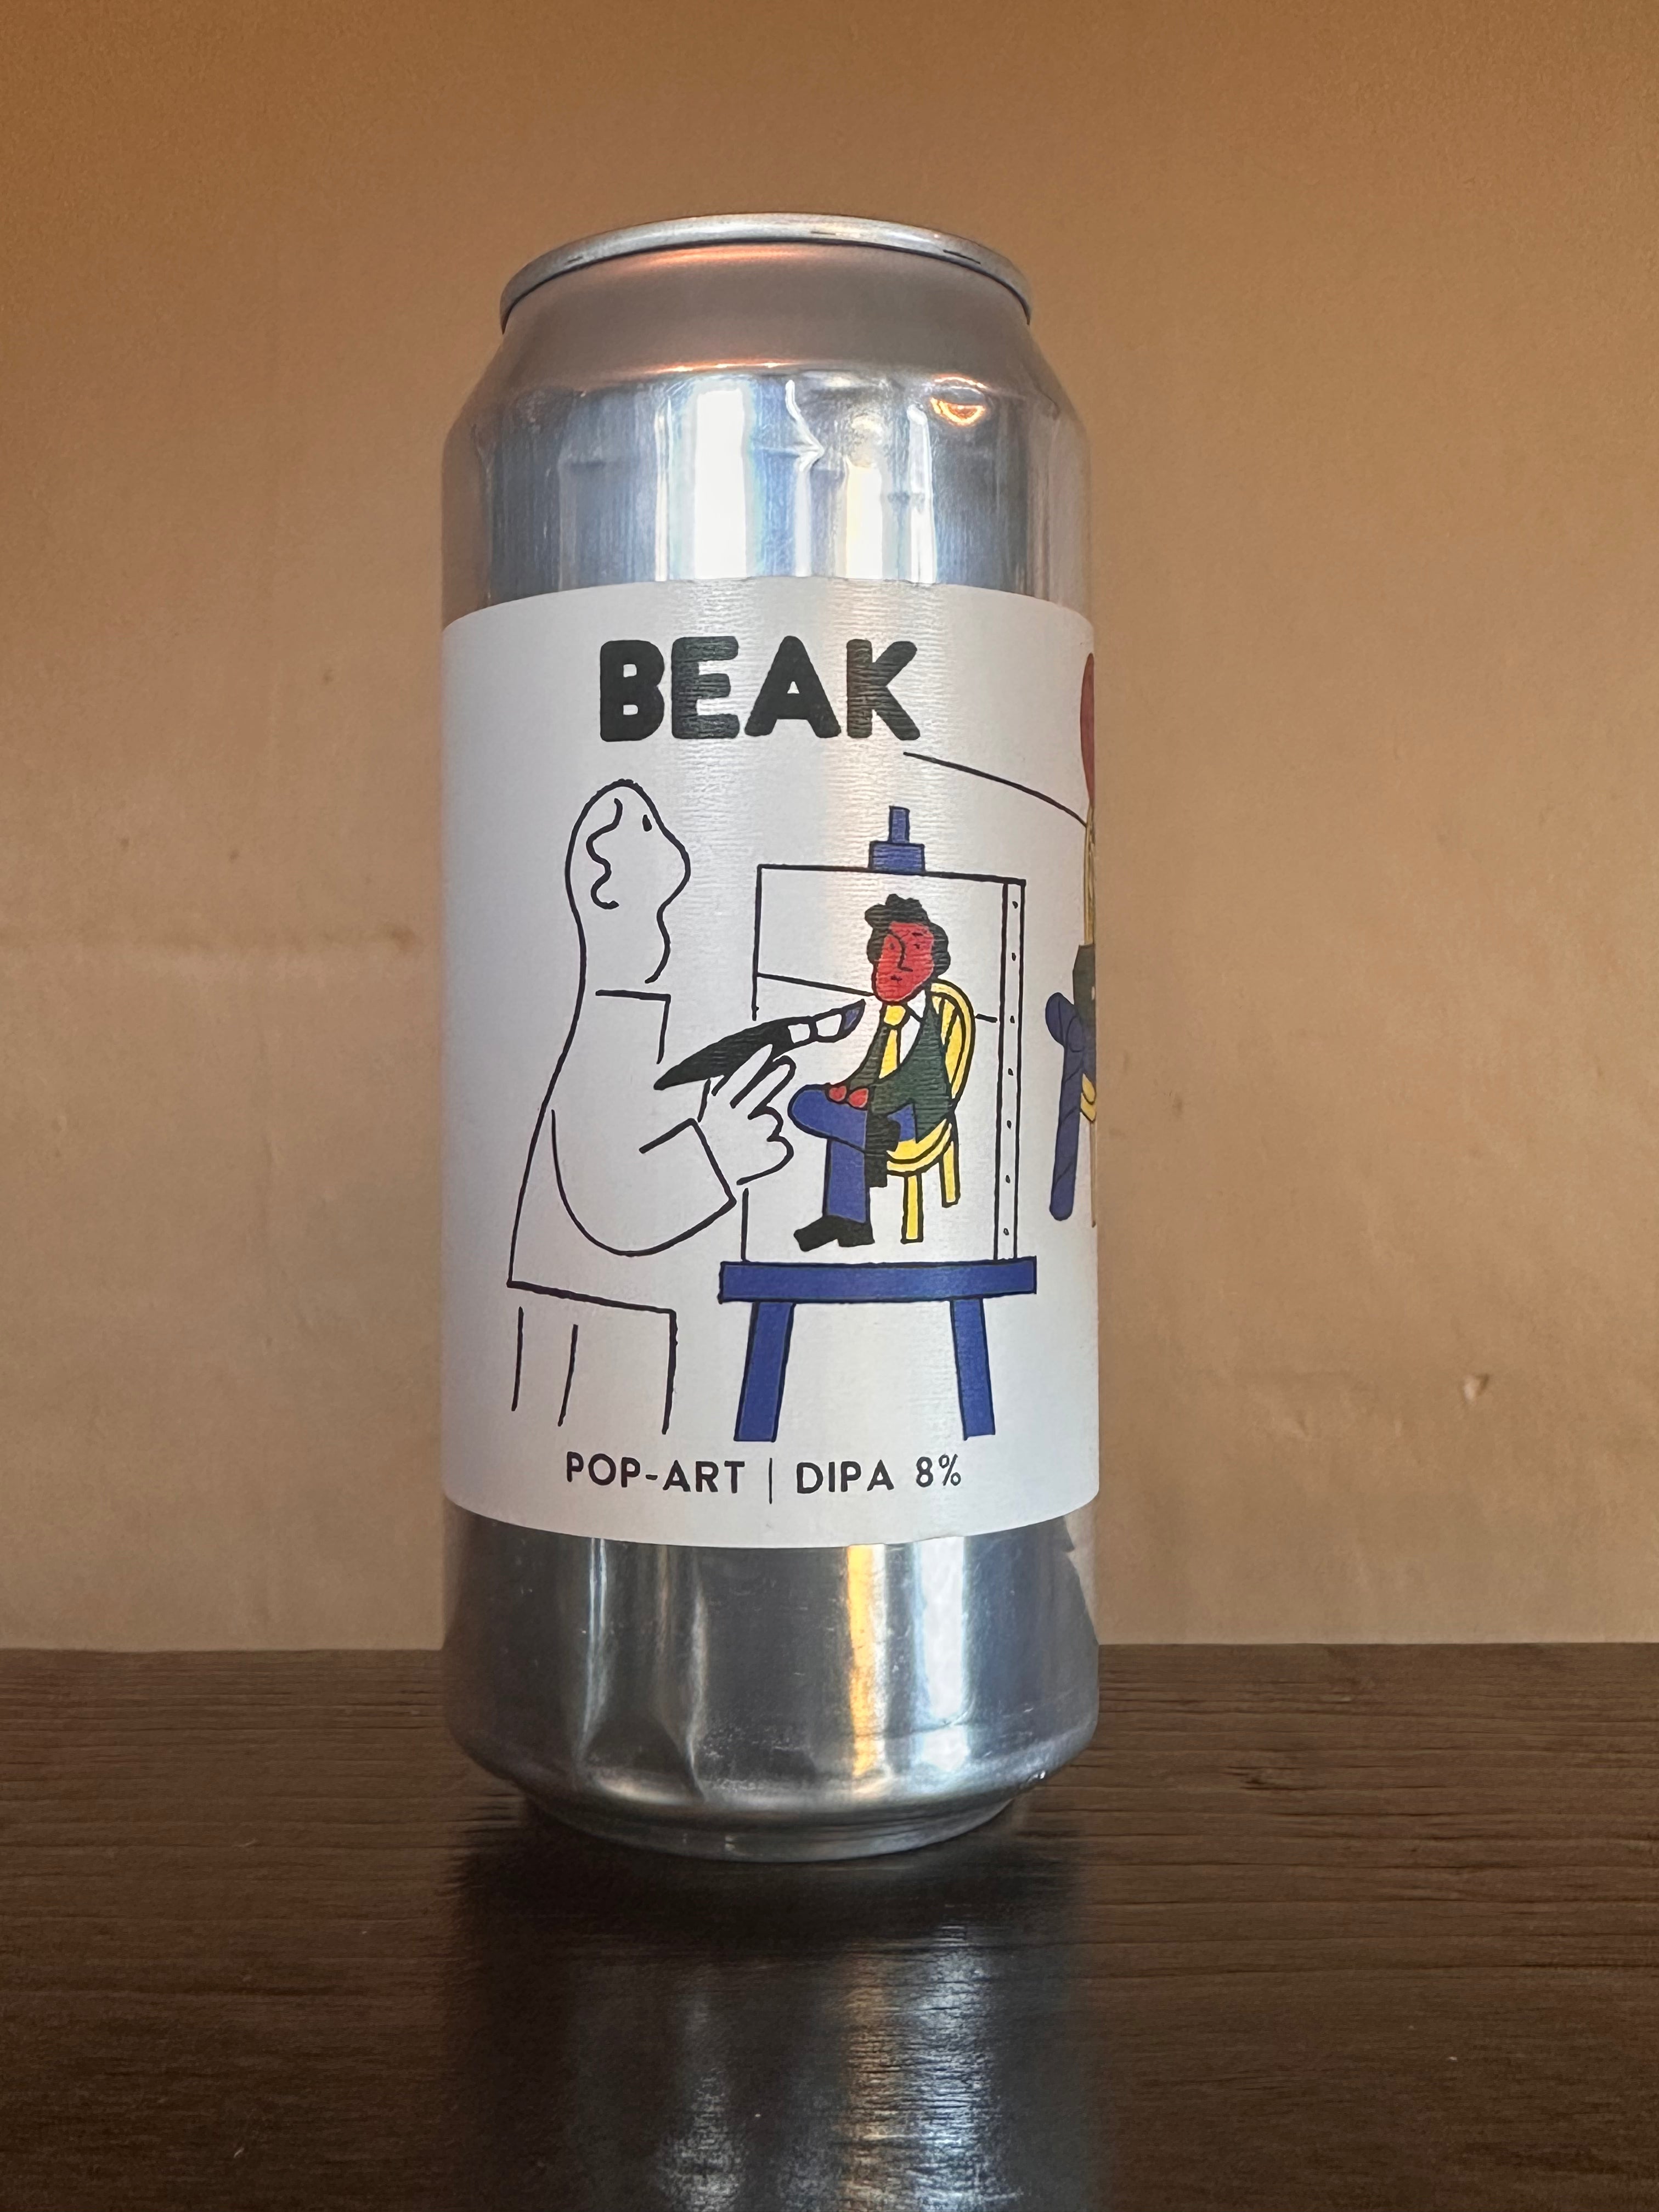 BEAK
POP-ART | DIPA 8%